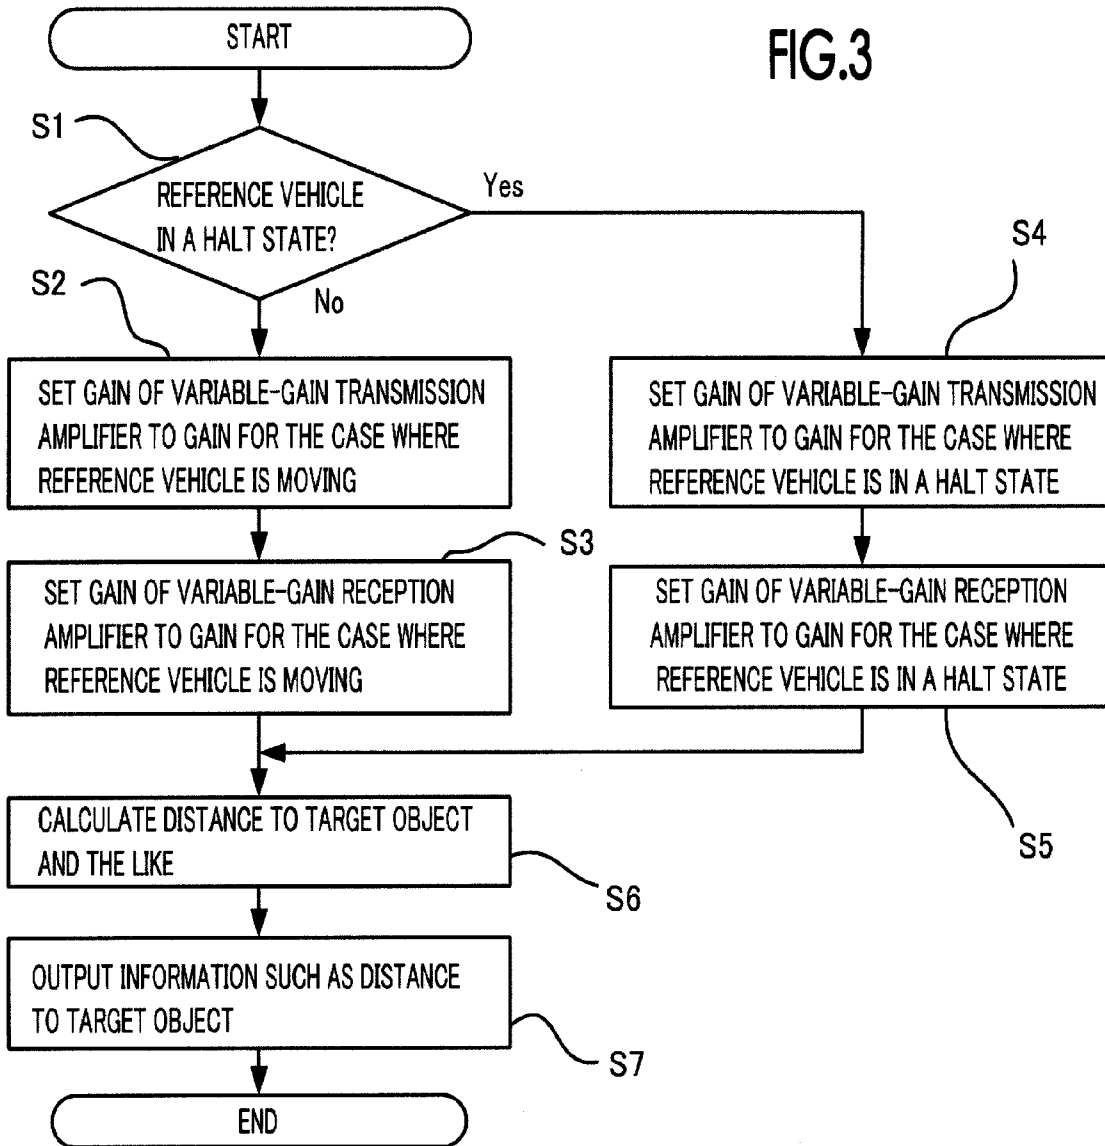 START
FIG.3
S1
REFERENCE VEHICLE
IN A HALT STATE?
Yes
No
S2
SET GAIN OF VARIABLE-GAIN TRANSMISSION
AMPLIFIER TO GAIN FOR THE CASE WHERE
REFERENCE VEHICLE IS MOVING
S4
SET GAIN OF VARIABLE-GAIN TRANSMISSION
AMPLIFIER TO GAIN FOR THE CASE WHERE
REFERENCE VEHICLE IS IN A HALT STATE
S3
SET GAIN OF VARIABLE-GAIN RECEPTION
AMPLIFIER TO GAIN FOR THE CASE WHERE
REFERENCE VEHICLE IS MOVING
SET GAIN OF VARIABLE-GAIN RECEPTION
AMPLIFIER TO GAIN FOR THE CASE WHERE
REFERENCE VEHICLE IS IN A HALT STATE
S5
CALCULATE DISTANCE TO TARGET OBJECT
AND THE LIKE
S6
OUTPUT INFORMATION SUCH AS DISTANCE
TO TARGET OBJECT
S7
END